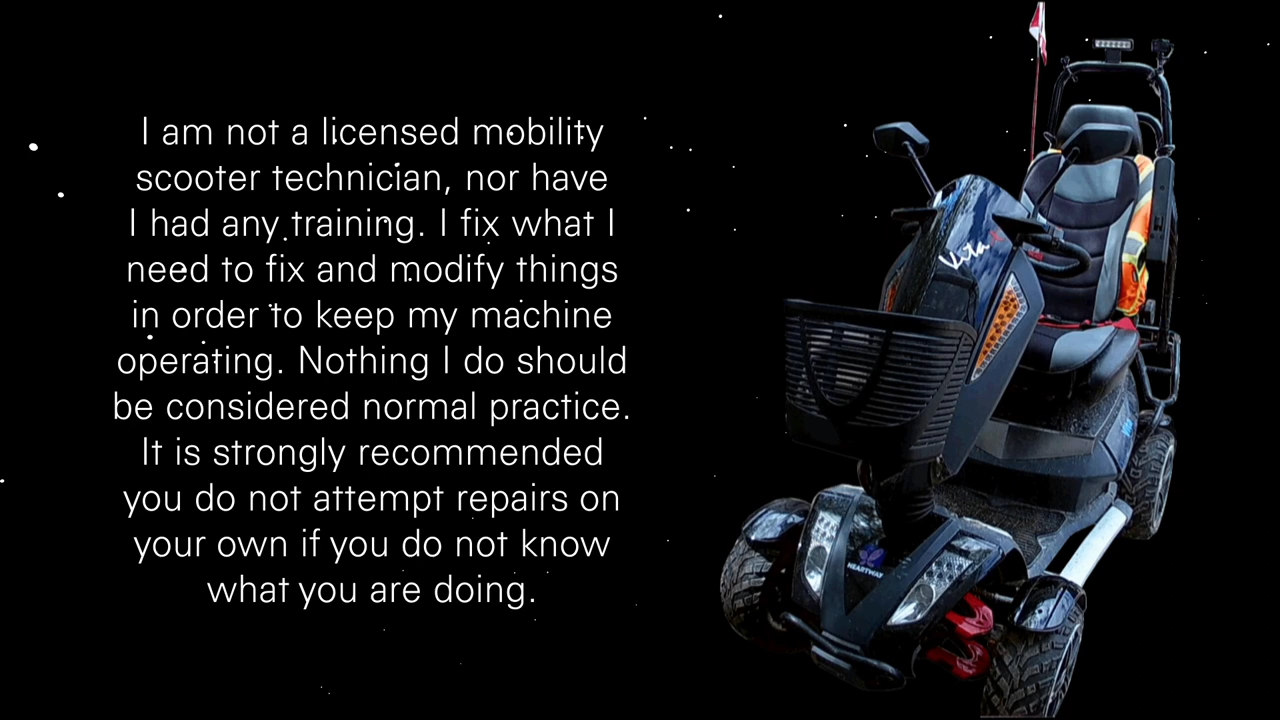 I am not a licensed mobility
scooter technician, nor have
I had any training. I fix what I
need to fix and modify things
in order to keep my machine
operating. Nothing I do should
be considered normal practice.
It is strongly recommended
you do not attempt repairs on
your own if you do not know
what you are doing.
Vita X
HEARTWAY